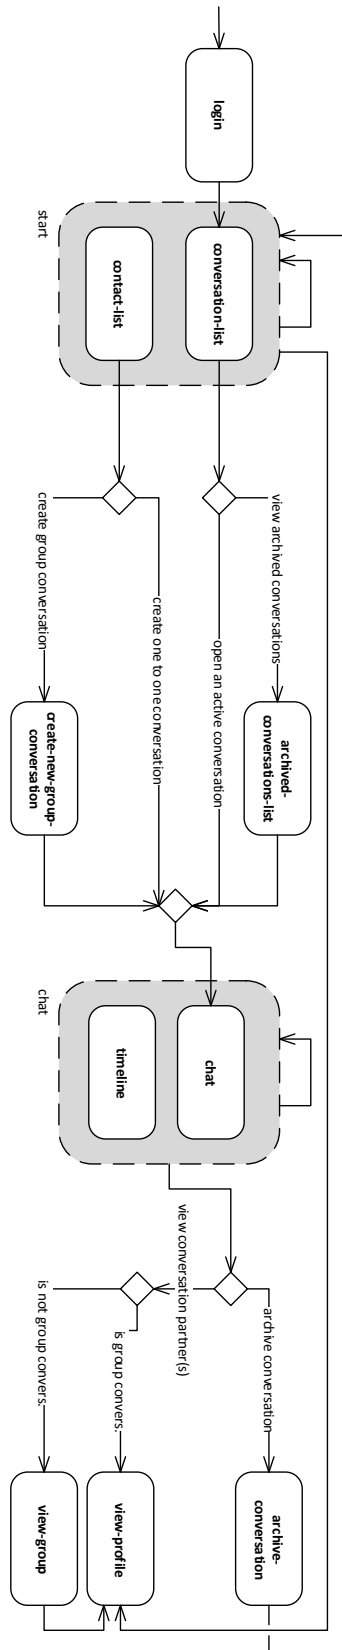 login
start
conversation-list
contact-list
view archived conversations
open an active conversation
create one to one conversation
create group conversation
archived-
conversations-list
create-new-group-
conversation
chat
chat
timeline
view conversation partner(s)
archive conversation
is group convers.
is not group convers.
archive-
conversation
view-profile
view-group